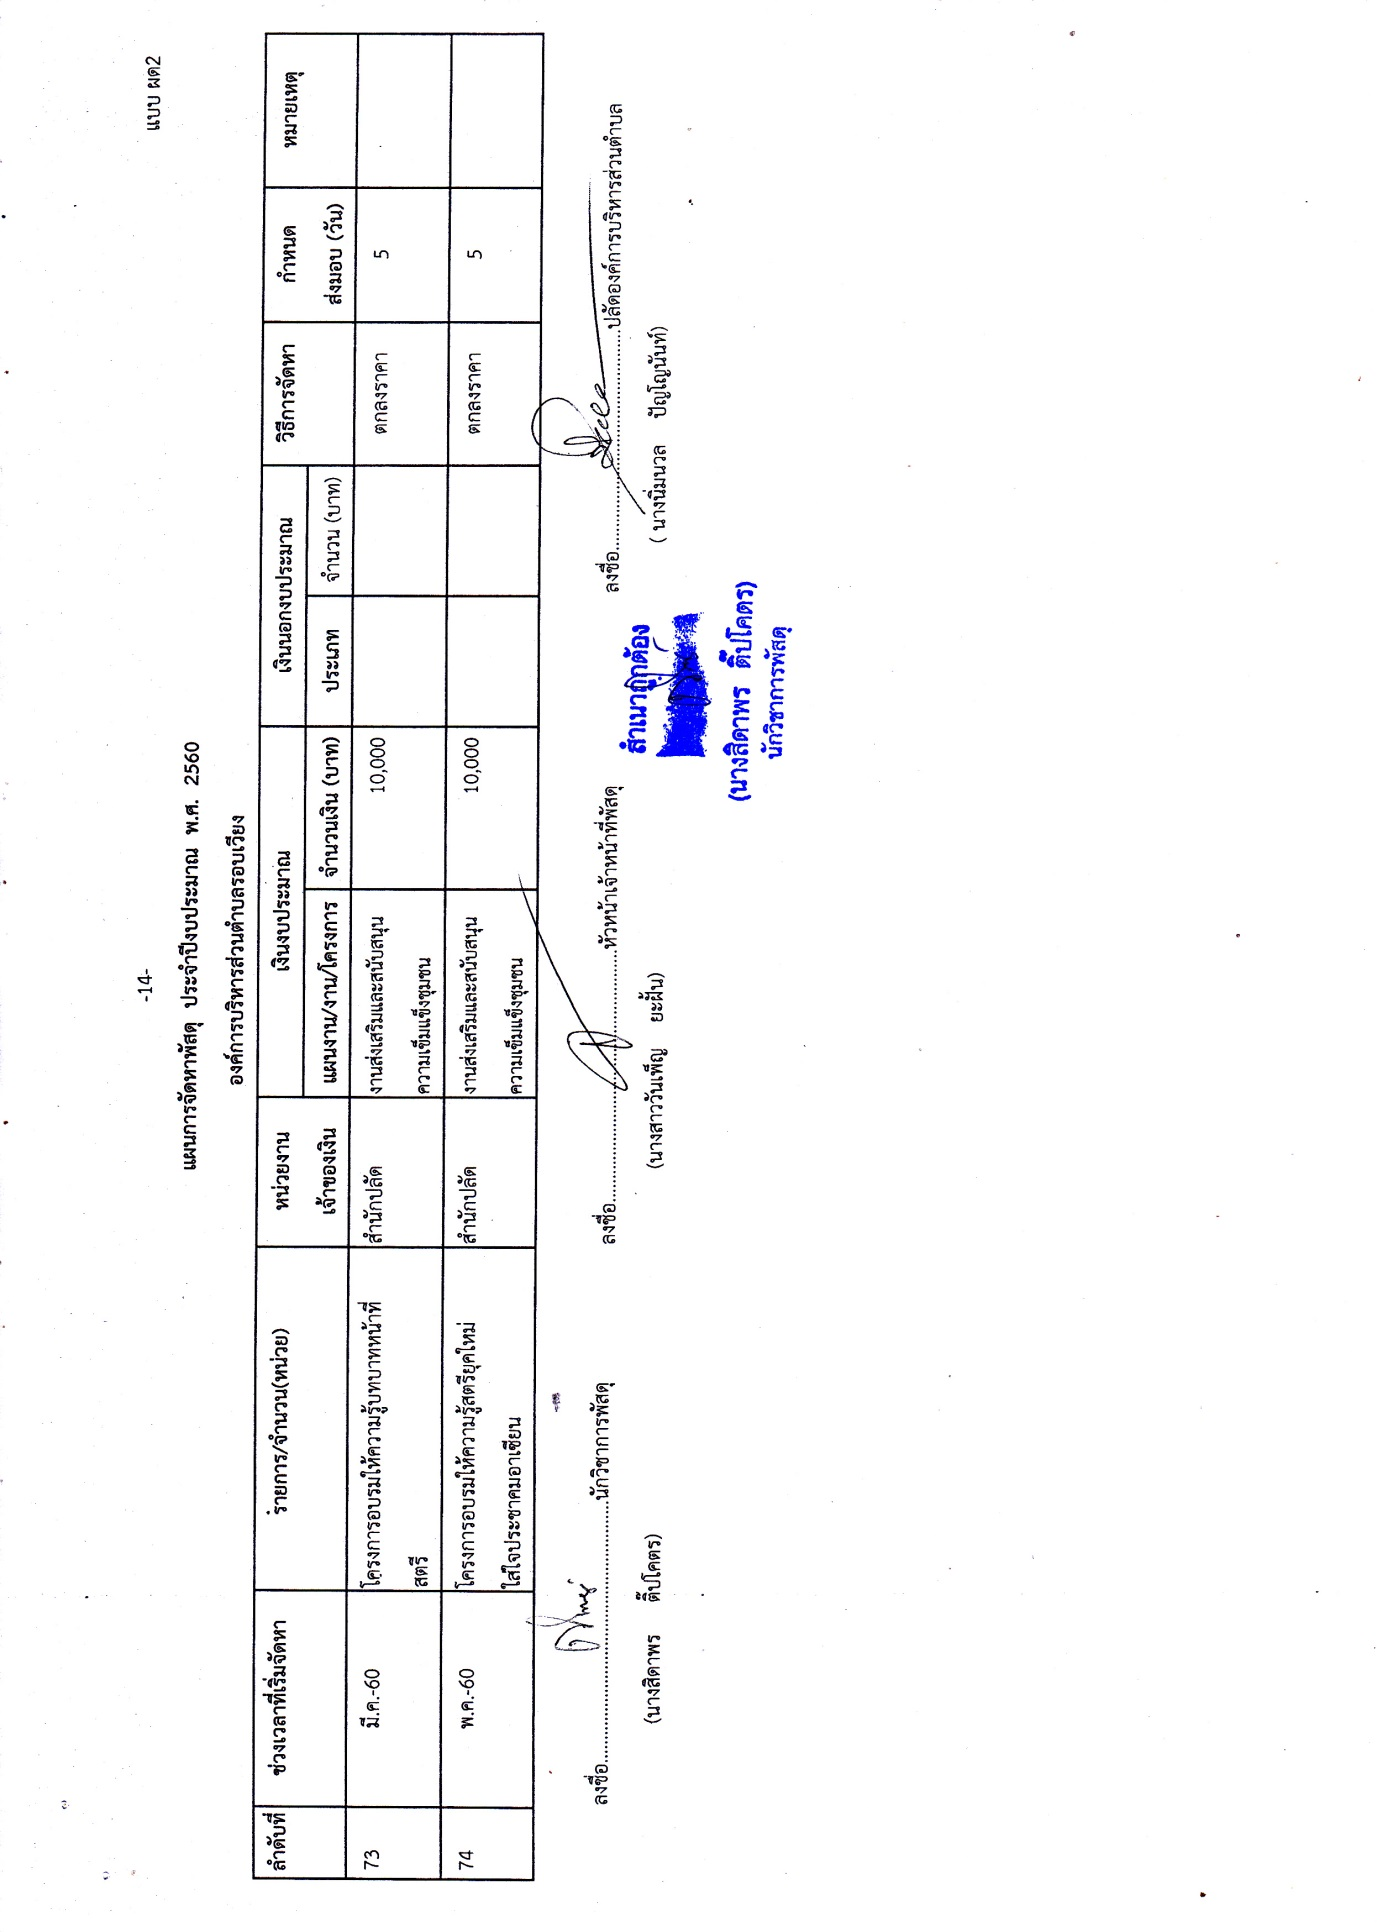 -14-
แบบ ผด2
แผนการจัดหาพัสดุ ประจำปีงบประมาณ พ.ศ. 2560
องค์การบริหารส่วนตำบลรอบเวียง
ลำดับที่ ช่วงเวลาที่เริ่มจัดหา รายการ/จำนวน(หน่วย) หน่วยงาน เงินงบประมาณ เงินนอกงบประมาณ วิธีการจัดหา กำหนด หมายเหตุ
เจ้าของเงิน แผนงาน/งาน/โครงการ จำนวนเงิน (บาท) ประเภท จำนวน (บาท) ส่งมอบ (วัน)
73 มี.ค.-60 โครงการอบรมให้ความรู้บทบาทหน้าที่ สำนักปลัด งานส่งเสริมและสนับสนุน 10,000 ตกลงราคา 5
สตรี ความเข็มแข็งชุมชน
74 พ.ค.-60 โครงการอบรมให้ความรู้สตรียุคใหม่ สำนักปลัด งานส่งเสริมและสนับสนุน 10,000 ตกลงราคา 5
ใส่ใจประชาคมอาเซียน ความเข็มแข็งชุมชน
ลงชื่อ.......................................นักวิชาการพัสดุ ลงชื่อ.......................................หัวหน้าเจ้าหน้าที่พัสดุ ลงชื่อ.......................................ปลัดองค์การบริหารส่วนตำบล
(นางสิดาพร ติ๊ปโคตร) (นางสาววันเพ็ญ ยะฝั้น) ( นางนิ่มนวล ปัญโญนันท์)
สำเนาถูกต้อง
(นางสิดาพร ติ๊ปโคตร)
นักวิชาการพัสดุ